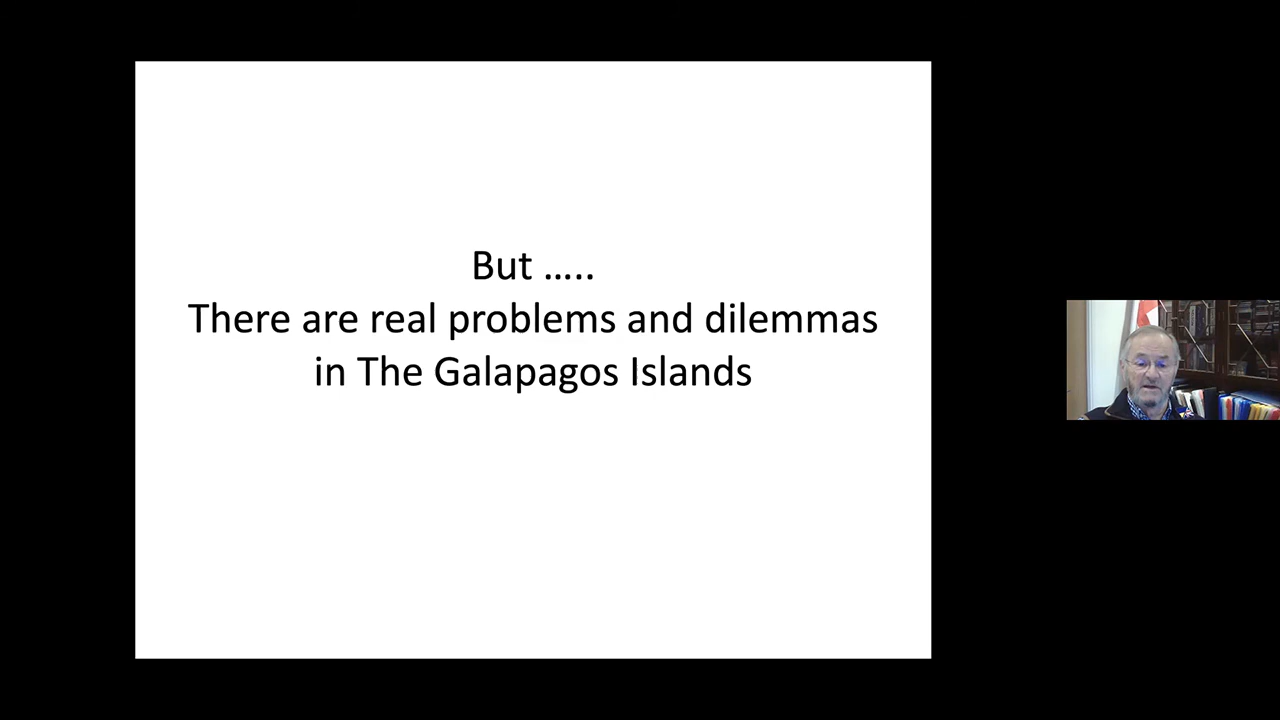 But …..
There are real problems and dilemmas
in The Galapagos Islands